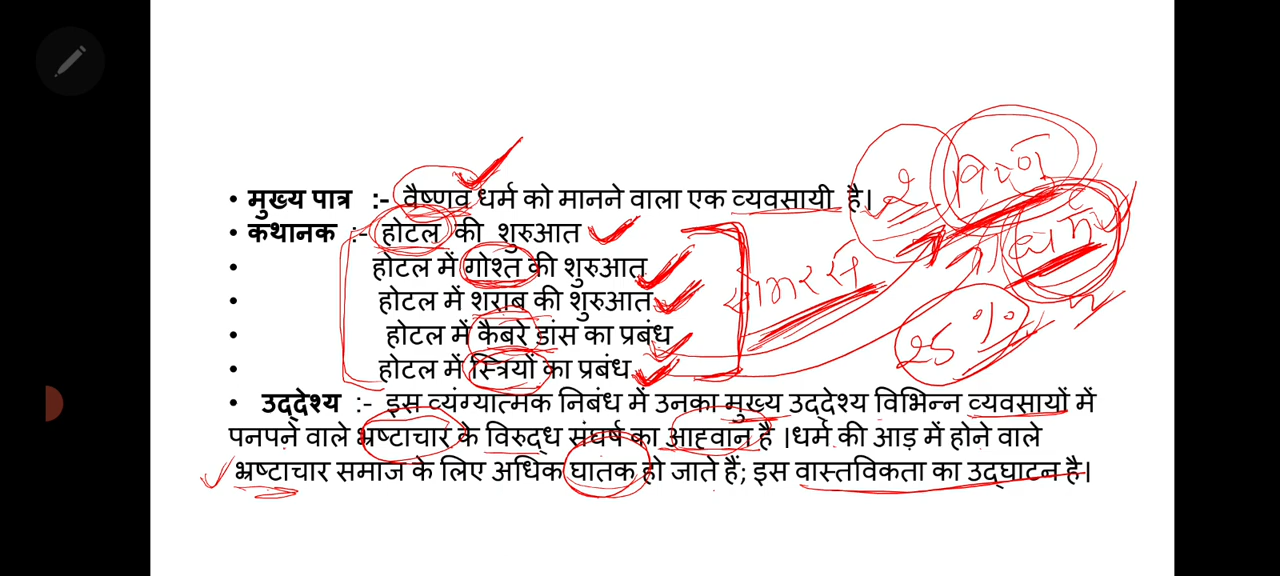 • मुख्य पात्र :- वैष्णव धर्म को मानने वाला एक व्यवसायी है।
• कथानक :- होटल की शुरुआत
• होटल में गोश्त की शुरुआत
• होटल में शराब की शुरुआत
• होटल में कैबरे डांस का प्रबंध
• होटल में स्त्रियों का प्रबंध
• उद्देश्य :- इस व्यंग्यात्मक निबंध में उनका मुख्य उद्देश्य विभिन्न व्यवसायों में
पनपने वाले भ्रष्टाचार के विरुद्ध संघर्ष का आह्वान है ।धर्म की आड़ में होने वाले
भ्रष्टाचार समाज के लिए अधिक घातक हो जाते हैं; इस वास्तविकता का उद्घाटन है।
विष्णु
सोमरस
25%